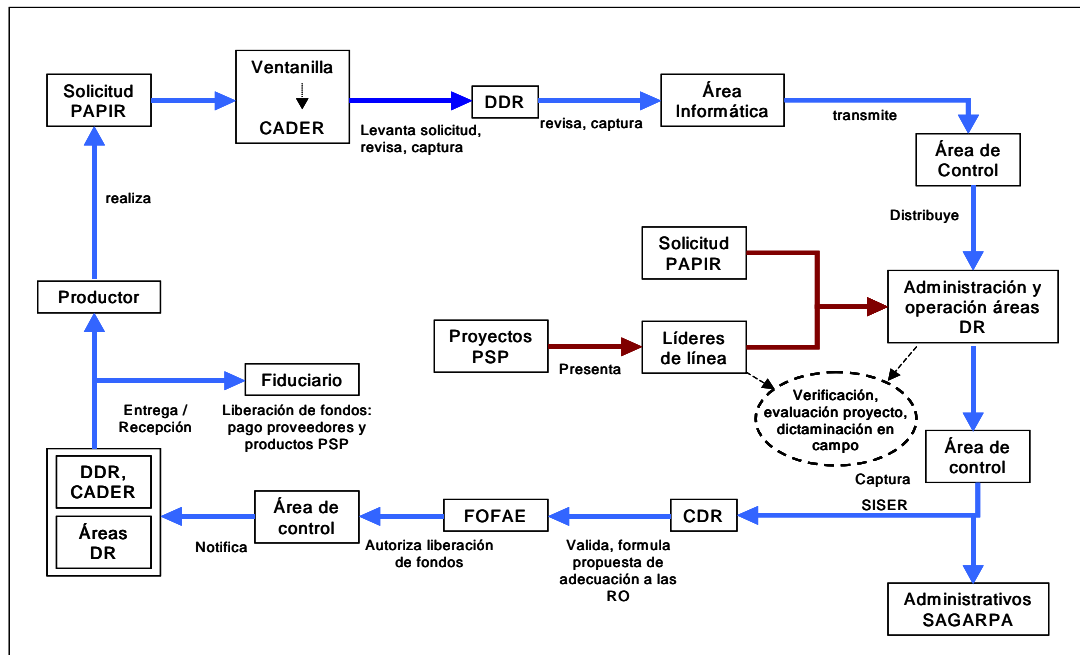 Solicitud
PAPIR
Ventanilla
CADER
Levanta solicitud,
revisa, captura
DDR
revisa, captura
Área
Informática
transmite
Área de
Control
Distribuye
realiza
Solicitud
PAPIR
Administración y
operación áreas
DR
Productor
Proyectos
PSP
Presenta
Líderes
de línea
Fiduciario
Entrega /
Recepción
Liberación de fondos:
pago proveedores y
productos PSP
Verificación,
evaluación proyecto,
dictaminación en
campo
Área de
control
Captura
SISER
DDR,
CADER
Áreas
DR
Notifica
Área de
control
Autoriza liberación
de fondos
FOFAE
Valida, formula
propuesta de
adecuación a las
RO
CDR
Administrativos
SAGARPA